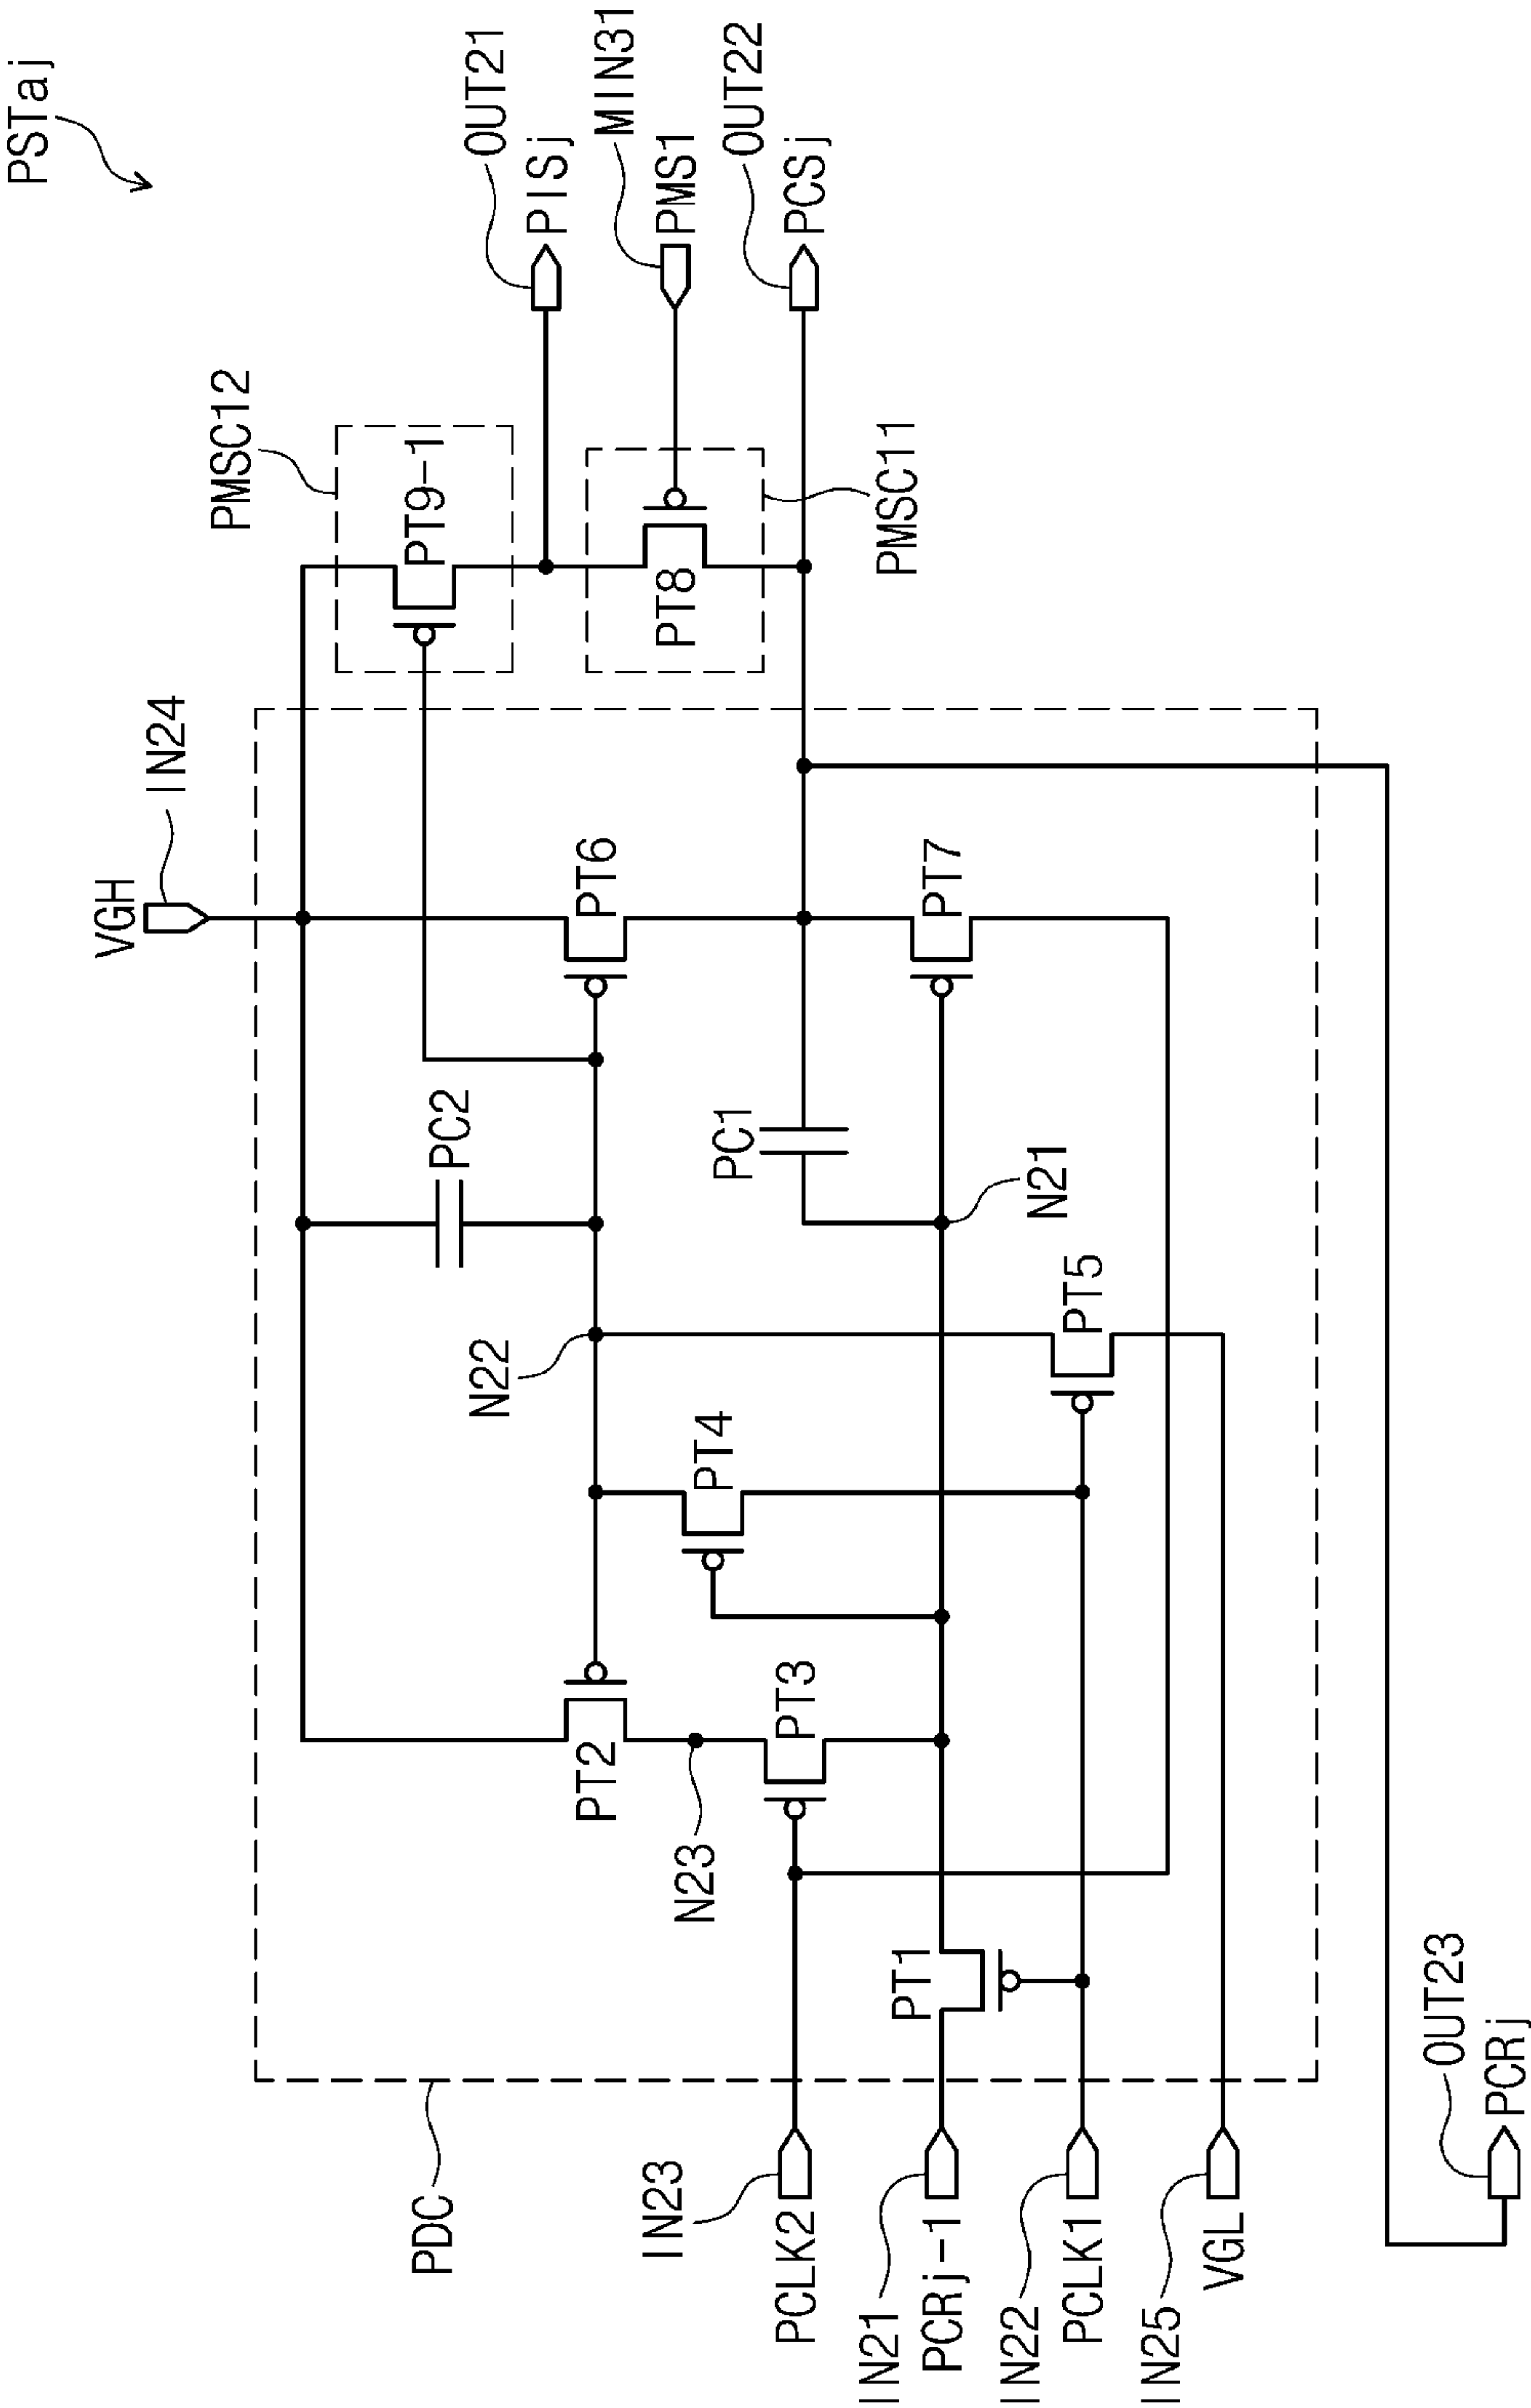 PSTaj
VGH
IN24
PMSC12
PT9-1
OUT21
PISj
MIN31
PMS1
OUT22
PCSj
PT8
PMSC11
PC2
PT6
N22
PC1
PT7
N21
PT2
PT4
N23
PT3
PT5
PT1
PDC
IN23
PCLK2
IN21
PCRj-1
IN22
PCLK1
IN25
VGL
OUT23
PCRj